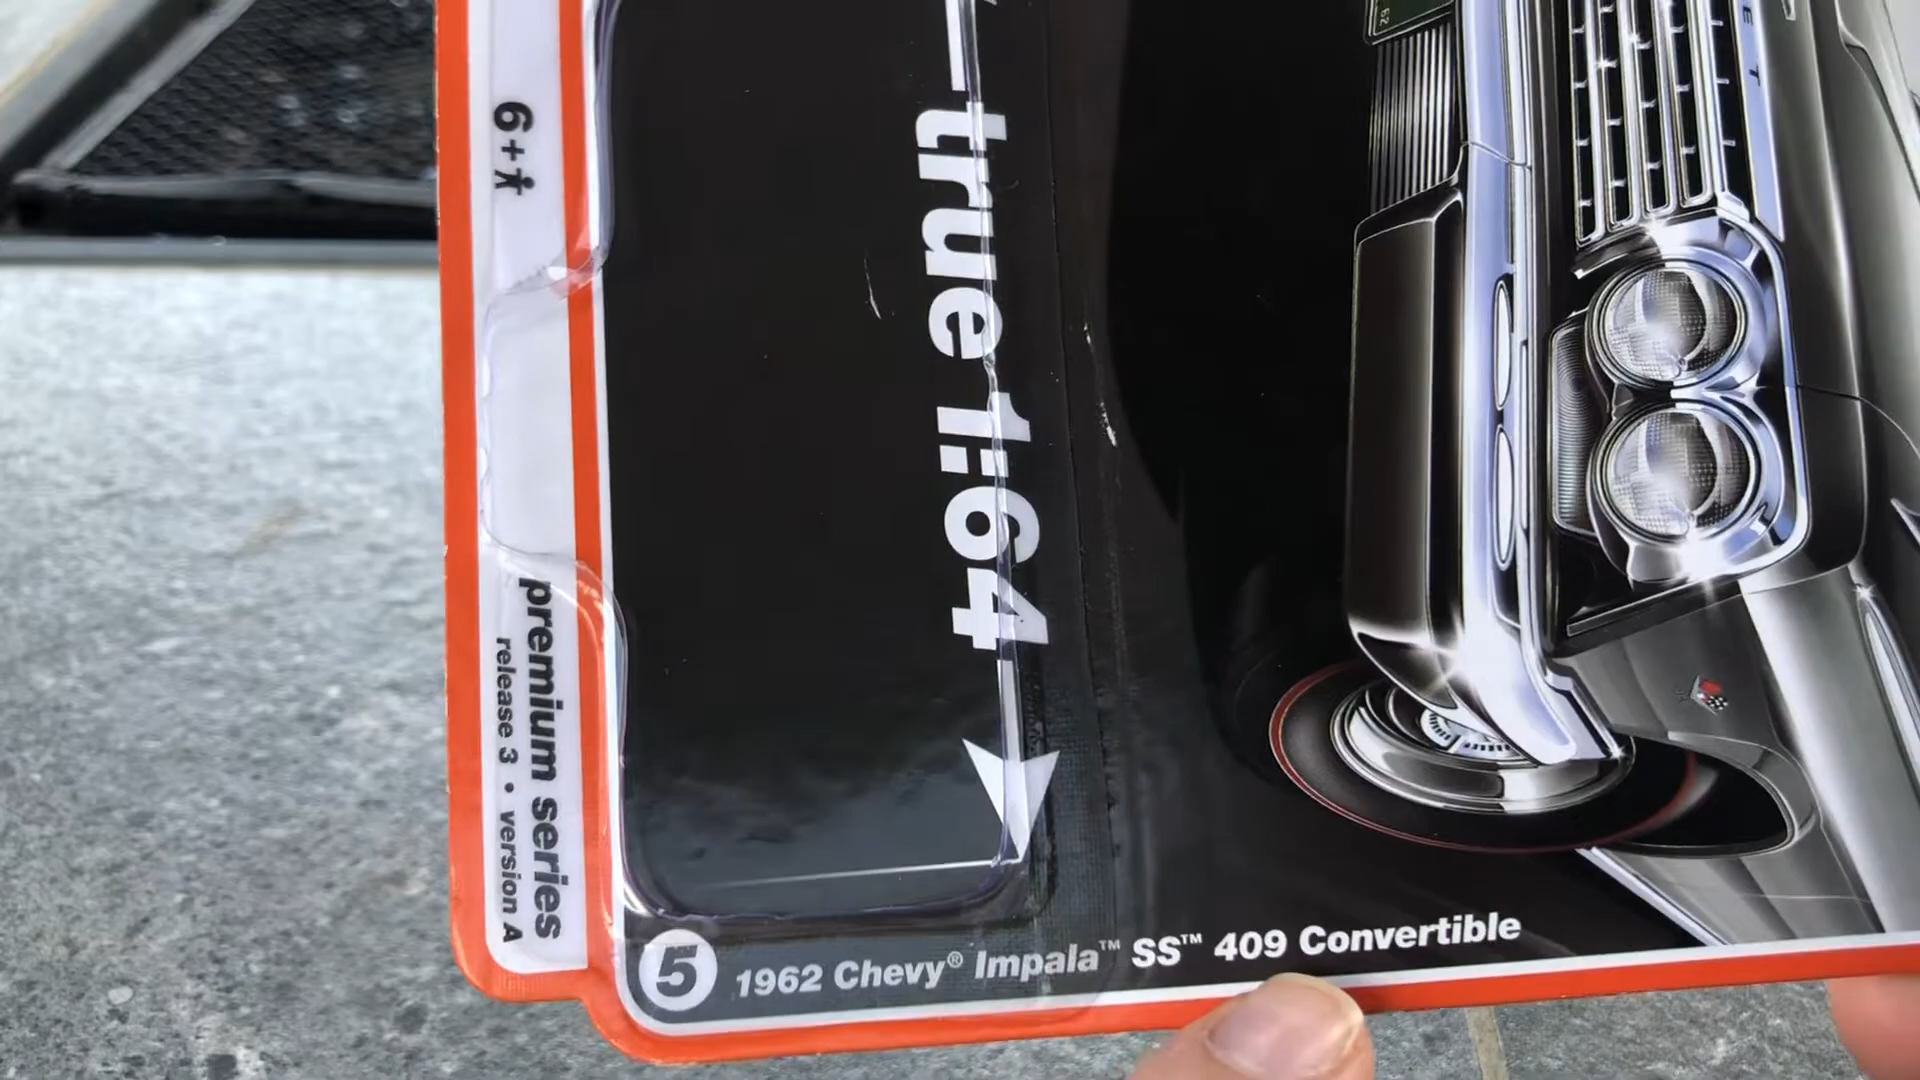 6+
true 1:64
premium series
release 3 • version A
5
1962 Chevy® Impala™ SS™ 409 Convertible